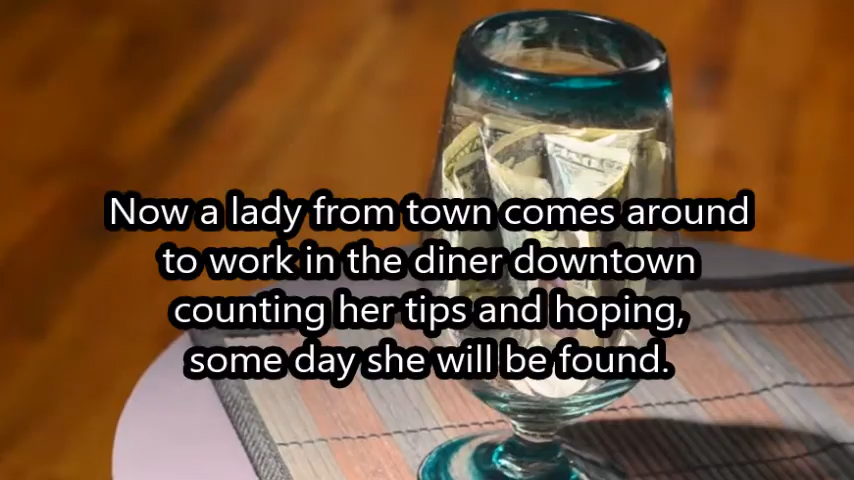 Now a lady from town comes around
to work in the diner downtown
counting her tips and hoping,
some day she will be found.